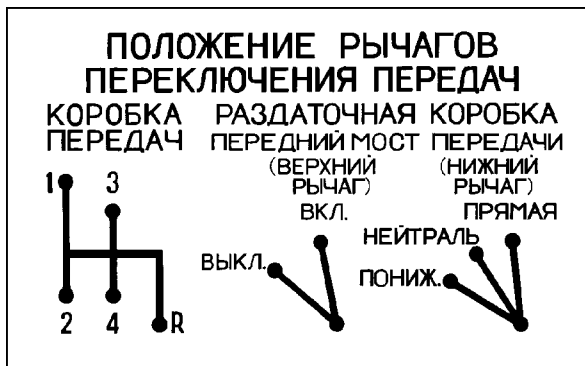 ПОЛОЖЕНИЕ РЫЧАГОВ
ПЕРЕКЛЮЧЕНИЯ ПЕРЕДАЧ
КОРОБКА
ПЕРЕДАЧ
1
3
2
4
R
РАЗДАТОЧНАЯ КОРОБКА
ПЕРЕДНИЙ МОСТ
(ВЕРХНИЙ
РЫЧАГ)
ВКЛ.
ВЫКЛ.
ПЕРЕДАЧИ
(НИЖНИЙ
РЫЧАГ)
ПРЯМАЯ
НЕЙТРАЛЬ
ПОНИЖ.